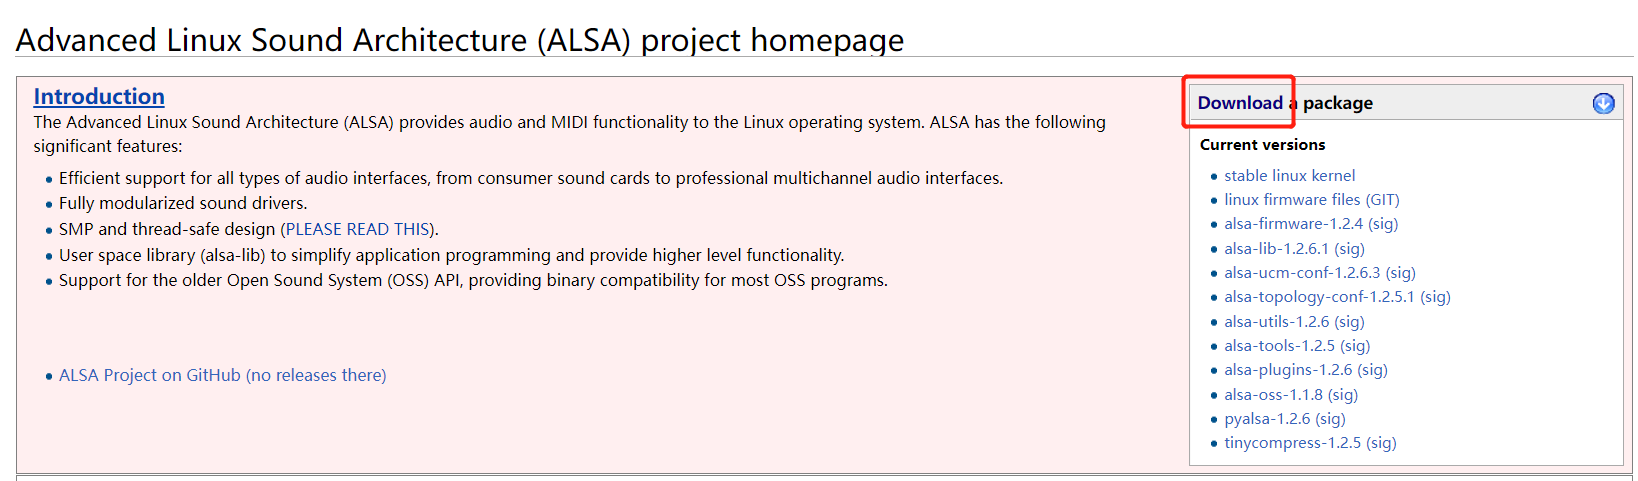 Advanced Linux Sound Architecture (ALSA) project homepage
Introduction
The Advanced Linux Sound Architecture (ALSA) provides audio and MIDI functionality to the Linux operating system. ALSA has the following
significant features:
Efficient support for all types of audio interfaces, from consumer sound cards to professional multichannel audio interfaces.
Fully modularized sound drivers.
SMP and thread-safe design (PLEASE READ THIS).
User space library (alsa-lib) to simplify application programming and provide higher level functionality.
Support for the older Open Sound System (OSS) API, providing binary compatibility for most OSS programs.
ALSA Project on GitHub (no releases there)
Download a package
Current versions
stable linux kernel
linux firmware files (GIT)
alsa-firmware-1.2.4 (sig)
alsa-lib-1.2.6.1 (sig)
alsa-ucm-conf-1.2.6.3 (sig)
alsa-topology-conf-1.2.5.1 (sig)
alsa-utils-1.2.6 (sig)
alsa-tools-1.2.5 (sig)
alsa-plugins-1.2.6 (sig)
alsa-oss-1.1.8 (sig)
pyalsa-1.2.6 (sig)
tinycompress-1.2.5 (sig)